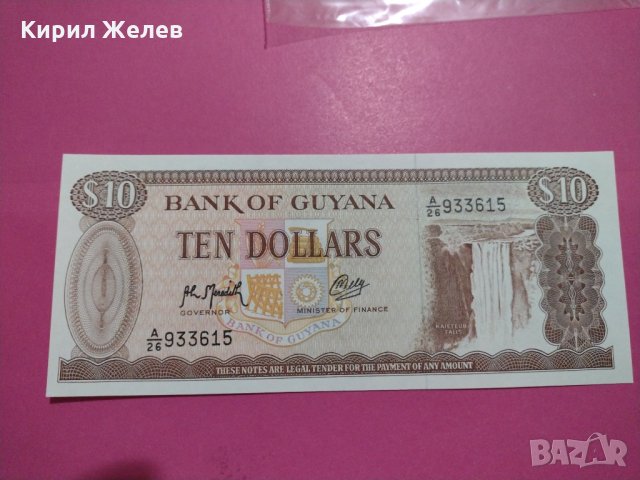 Кирил Желев
$10
BANK OF GUYANA
A/26 933615
$10
TEN DOLLARS
GOVERNOR
MINISTER OF FINANCE
BANK OF GUYANA
KAIETEUR
FALLS
A/26 933615
THESE NOTES ARE LEGAL TENDER FOR THE PAYMENT OF ANY AMOUNT
BAZAR